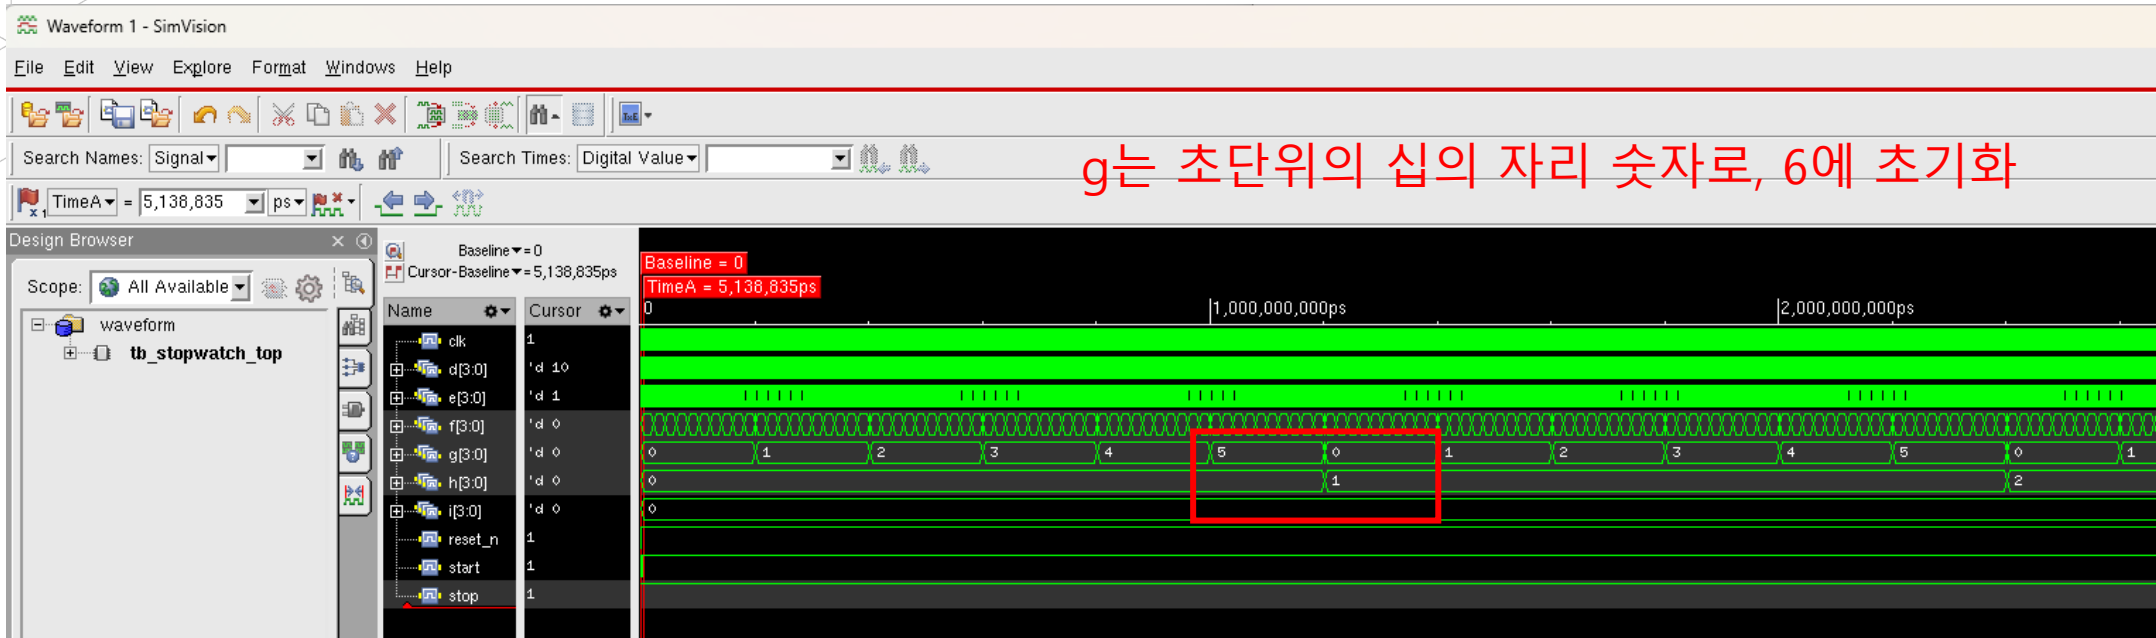 Waveform 1 - SimVision
File Edit View Explore Format Windows Help
Search Names: Signal Search Times: Digital Value
g는 초단위의 십의 자리 숫자로, 6에 초기화
x1 TimeA = 5,138,835 ps
Design Browser
Scope: All Available
waveform
tb_stopwatch_top
Baseline = 0
Cursor-Baseline = 5,138,835ps
Name Cursor
Baseline = 0
TimeA = 5,138,835ps
0 1,000,000,000ps 2,000,000,000ps
clk 1
d[3:0] 'd 10
e[3:0] 'd 1
f[3:0] 'd 0
g[3:0] 'd 0 0 1 2 3 4 5 0 1 2 3 4 5 0 1
h[3:0] 'd 0 0 1 2
i[3:0] 'd 0 0
reset_n 1
start 1
stop 1